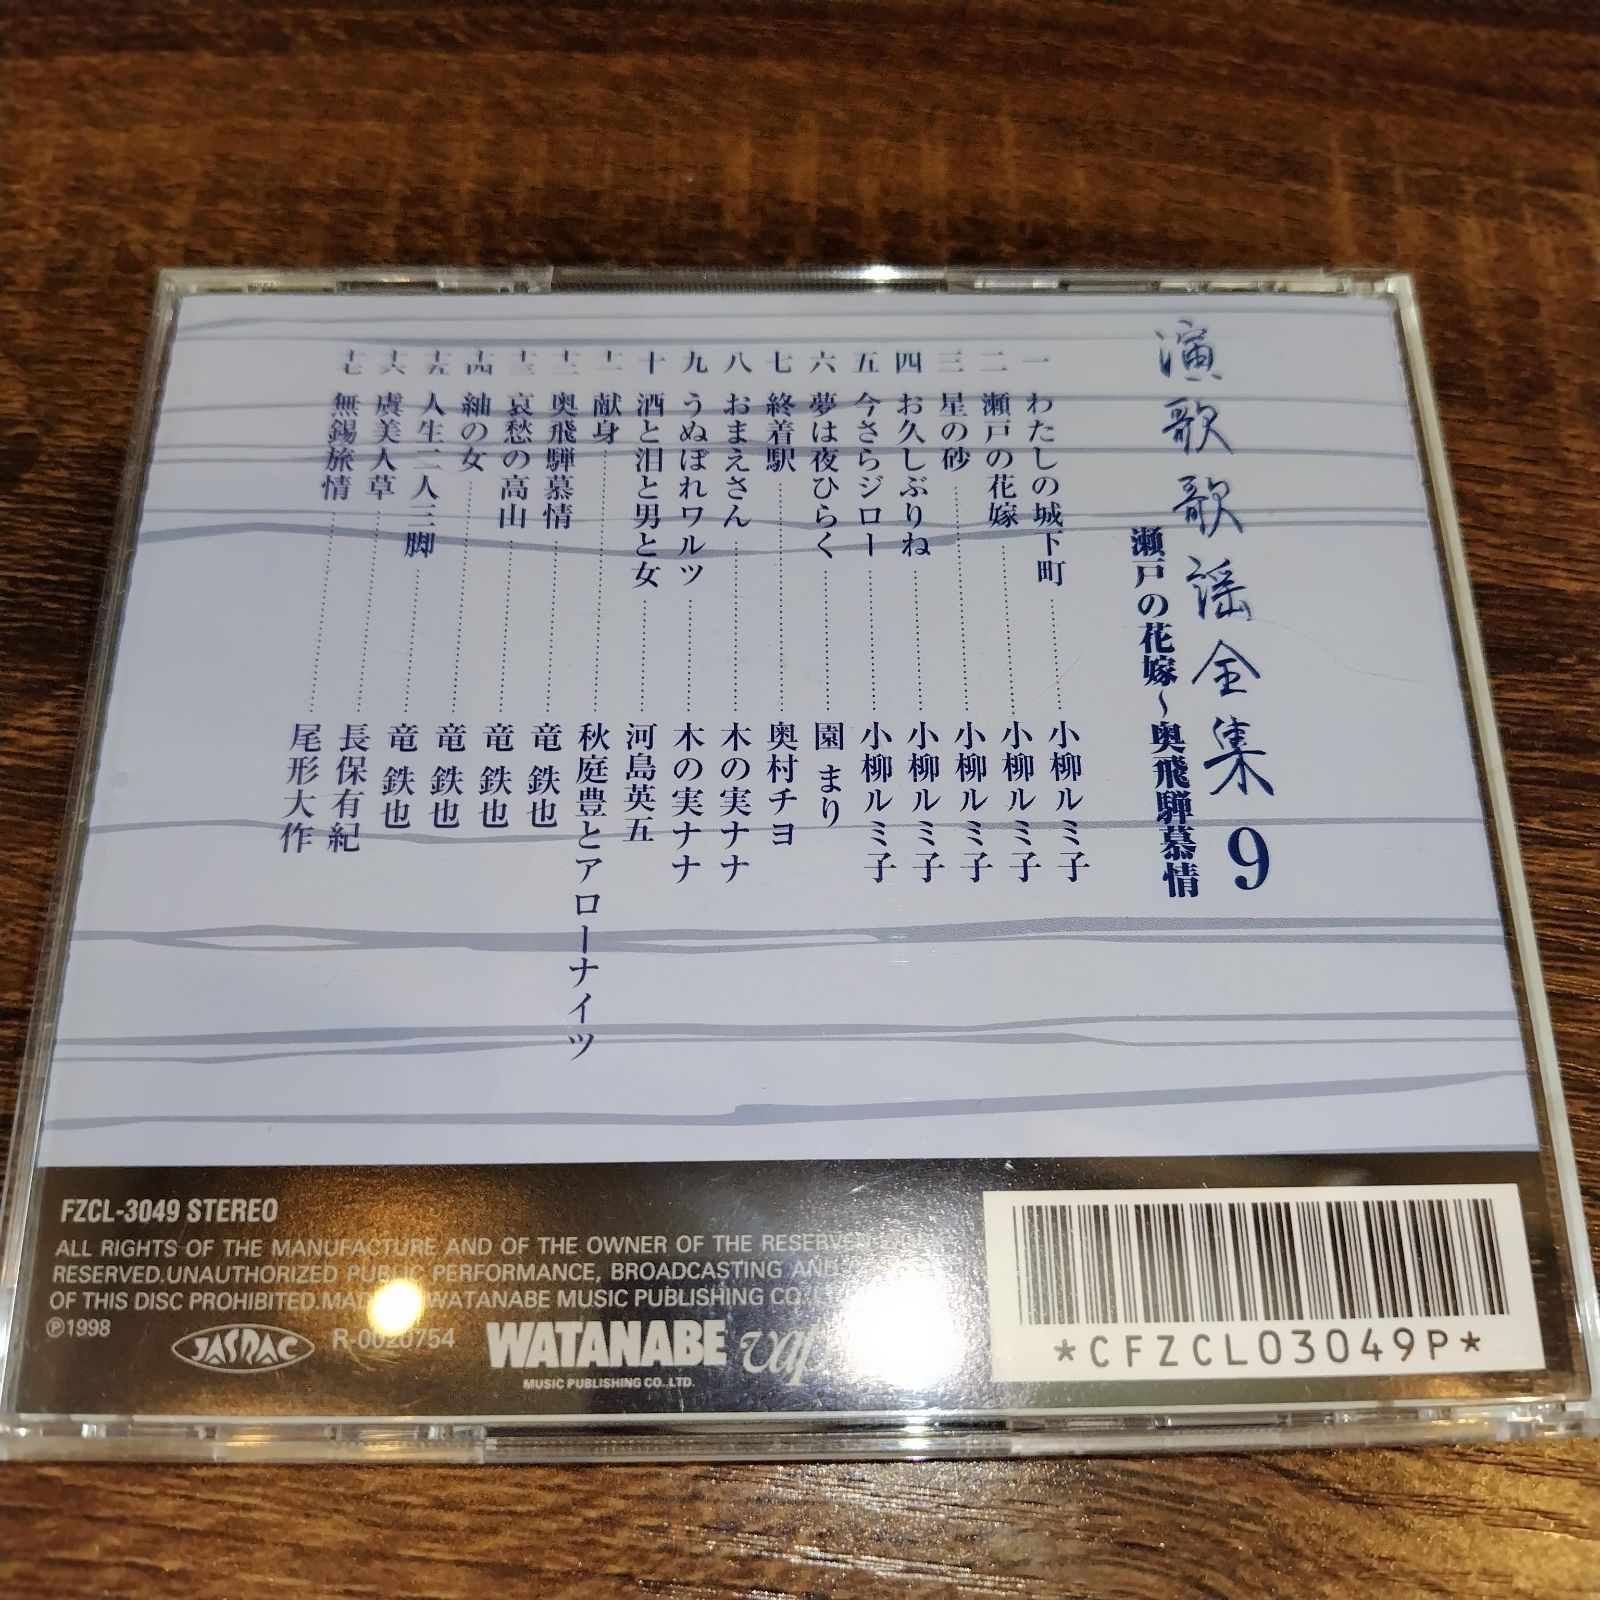 演歌歌謡全集 9
瀬戸の花嫁~奥飛騨慕情
一 わたしの城下町 小柳ルミ子
二 瀬戸の花嫁 小柳ルミ子
三 星の砂 小柳ルミ子
四 お久しぶりね 小柳ルミ子
五 今さらジロー 小柳ルミ子
六 夢は夜ひらく 園 まり
七 終着駅 奥村チヨ
八 おまえさん 木の実ナナ
九 うぬぼれワルツ 木の実ナナ
十 酒と泪と男と女 河島英五
十一 献身 秋庭豊とアローナイツ
十二 奥飛騨慕情 竜 鉄也
十三 哀愁の高山 竜 鉄也
十四 紬の女 竜 鉄也
十五 人生二人三脚 竜 鉄也
十六 虞美人草 長保有紀
十七 無錫旅情 尾形大作
FZCL-3049 STEREO
ALL RIGHTS OF THE MANUFACTURE AND OF THE OWNER OF THE RESERVED
RESERVED.UNAUTHORIZED PUBLIC PERFORMANCE, BROADCASTING AND
OF THIS DISC PROHIBITED.MADE WATANABE MUSIC PUBLISHING CO.
Ⓟ1998
JASRAC
R-0020754
WATANABE
MUSIC PUBLISHING CO.,LTD.
vap
*CFZCL03049P*